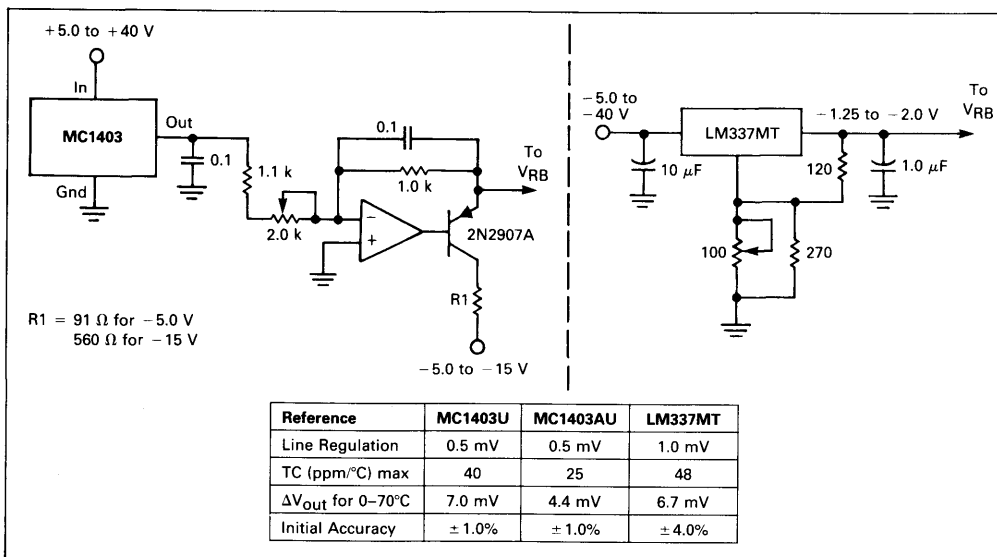 +5.0 to +40 V
In
MC1403
Out
Gnd
0.1
1.1 k
2.0 k
0.1
1.0 k
−
+
To
V_RB
2N2907A
R1
−5.0 to −15 V
R1 = 91 Ω for −5.0 V
560 Ω for −15 V
−5.0 to
−40 V
LM337MT
−1.25 to −2.0 V
To
V_RB
10 μF
120
1.0 μF
100
270
Reference MC1403U MC1403AU LM337MT
Line Regulation 0.5 mV 0.5 mV 1.0 mV
TC (ppm/°C) max 40 25 48
ΔV_out for 0–70°C 7.0 mV 4.4 mV 6.7 mV
Initial Accuracy ±1.0% ±1.0% ±4.0%